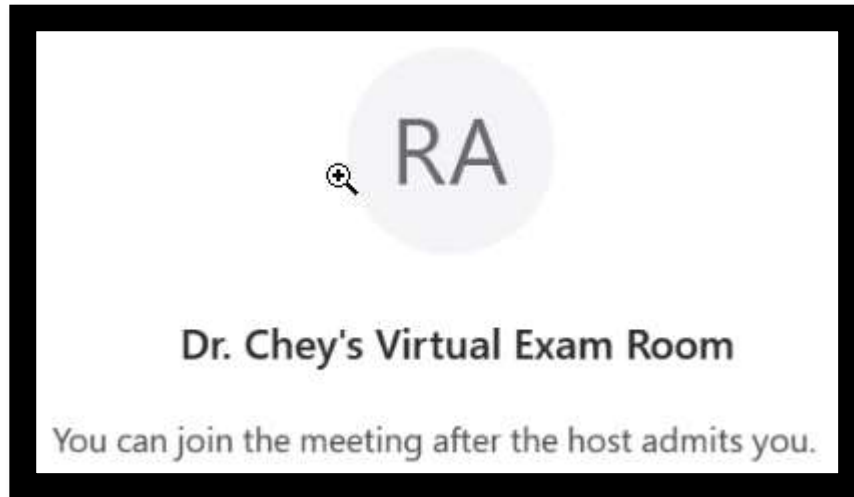 RA
Dr. Chey's Virtual Exam Room
You can join the meeting after the host admits you.